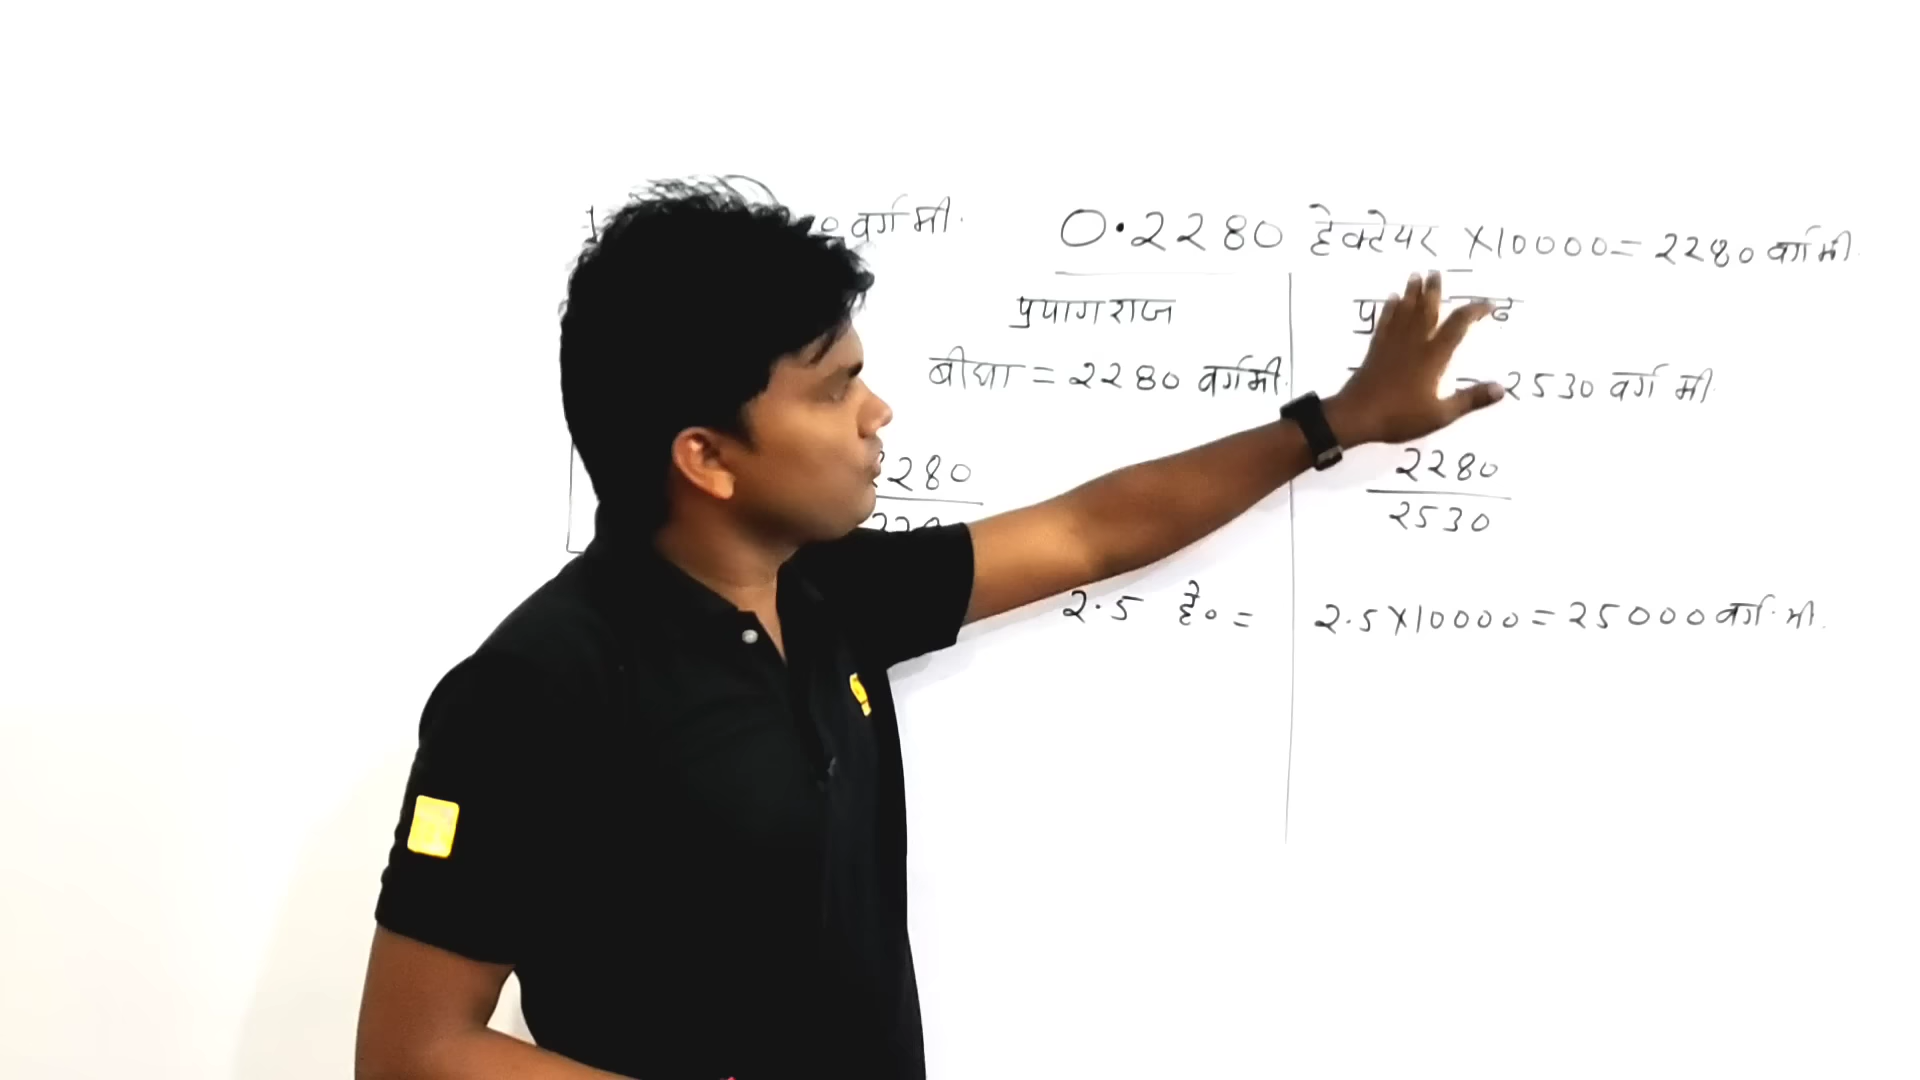 वर्ग मी.
0.2280 हेक्टेयर ×10000= 2280 वर्ग मी
प्रयागराज
बीघा = 2280 वर्गमी.
2530 वर्ग मी.
2280
2280
2530
2.5 हे० = 2.5×10000=25000 वर्ग. मी.